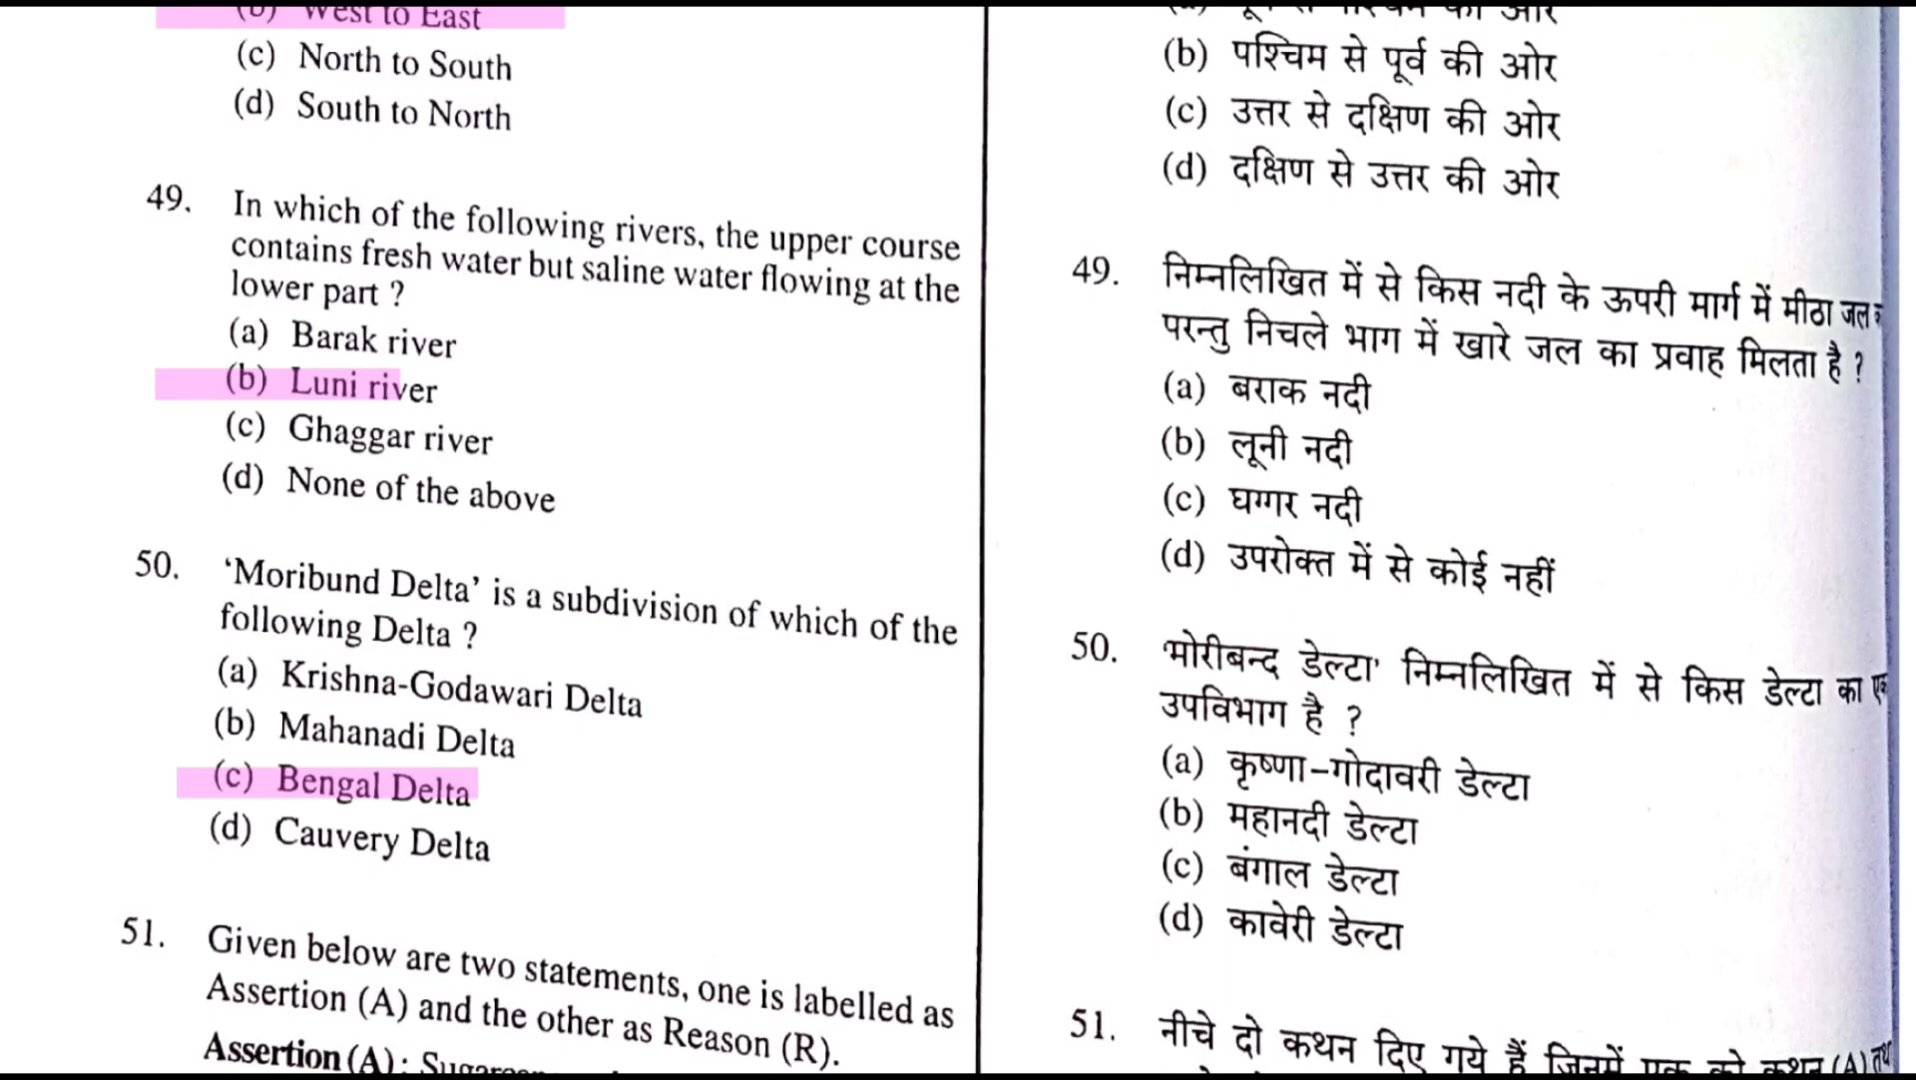 (b) West to East
(c) North to South
(d) South to North
49. In which of the following rivers, the upper course
contains fresh water but saline water flowing at the
lower part ?
(a) Barak river
(b) Luni river
(c) Ghaggar river
(d) None of the above
50. ‘Moribund Delta’ is a subdivision of which of the
following Delta ?
(a) Krishna-Godawari Delta
(b) Mahanadi Delta
(c) Bengal Delta
(d) Cauvery Delta
51. Given below are two statements, one is labelled as
Assertion (A) and the other as Reason (R).
Assertion (A) :
(b) पश्चिम से पूर्व की ओर
(c) उत्तर से दक्षिण की ओर
(d) दक्षिण से उत्तर की ओर
49. निम्नलिखित में से किस नदी के ऊपरी मार्ग में मीठा जल
परन्तु निचले भाग में खारे जल का प्रवाह मिलता है ?
(a) बराक नदी
(b) लूनी नदी
(c) घग्गर नदी
(d) उपरोक्त में से कोई नहीं
50. ‘मोरीबन्द डेल्टा’ निम्नलिखित में से किस डेल्टा का एक
उपविभाग है ?
(a) कृष्णा-गोदावरी डेल्टा
(b) महानदी डेल्टा
(c) बंगाल डेल्टा
(d) कावेरी डेल्टा
51. नीचे दो कथन दिए गये हैं जिनमें एक को कथन (A) तथा